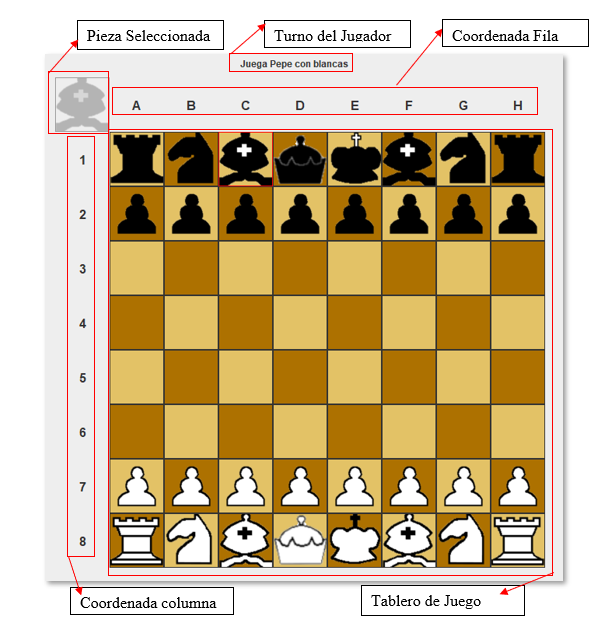 Pieza Seleccionada
Turno del Jugador
Coordenada Fila
Juega Pepe con blancas
A B C D E F G H
1
2
3
4
5
6
7
8
Coordenada columna
Tablero de Juego